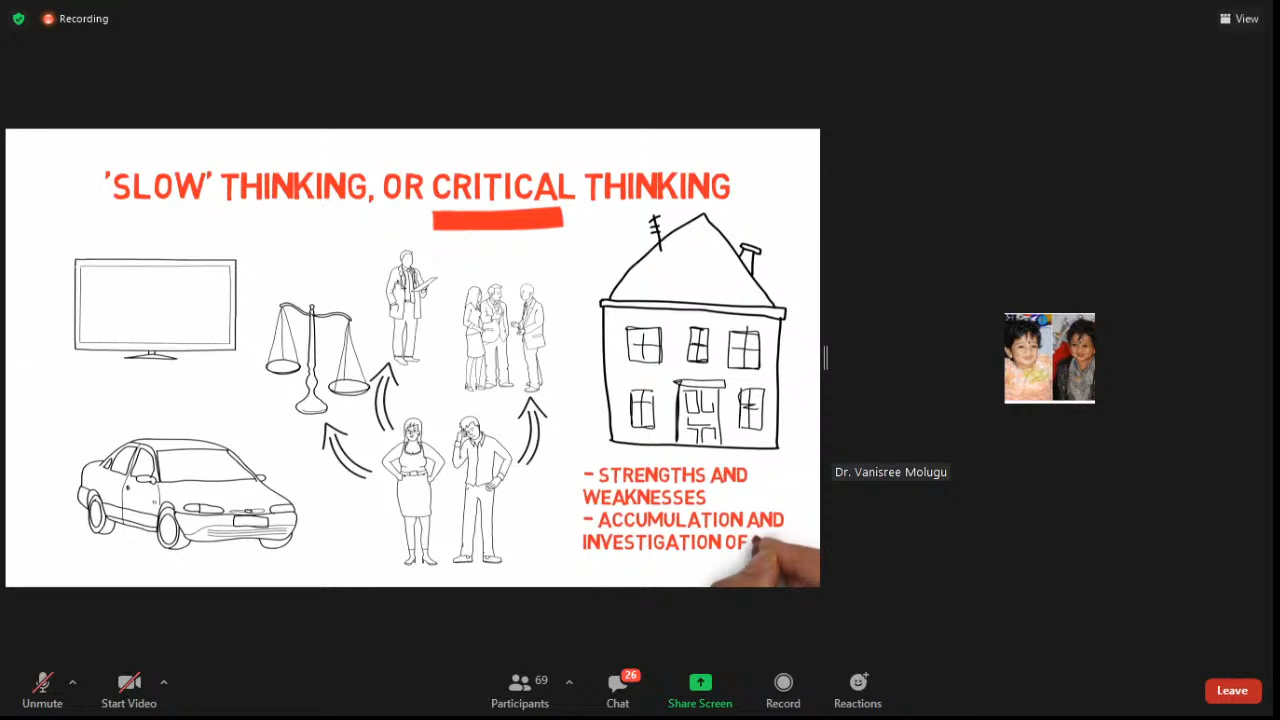 Recording
View
'SLOW' THINKING, OR CRITICAL THINKING
- STRENGTHS AND
WEAKNESSES
- ACCUMULATION AND
INVESTIGATION OF
Dr. Vanisree Molugu
69
26
Unmute
Start Video
Participants
Chat
Share Screen
Record
Reactions
Leave